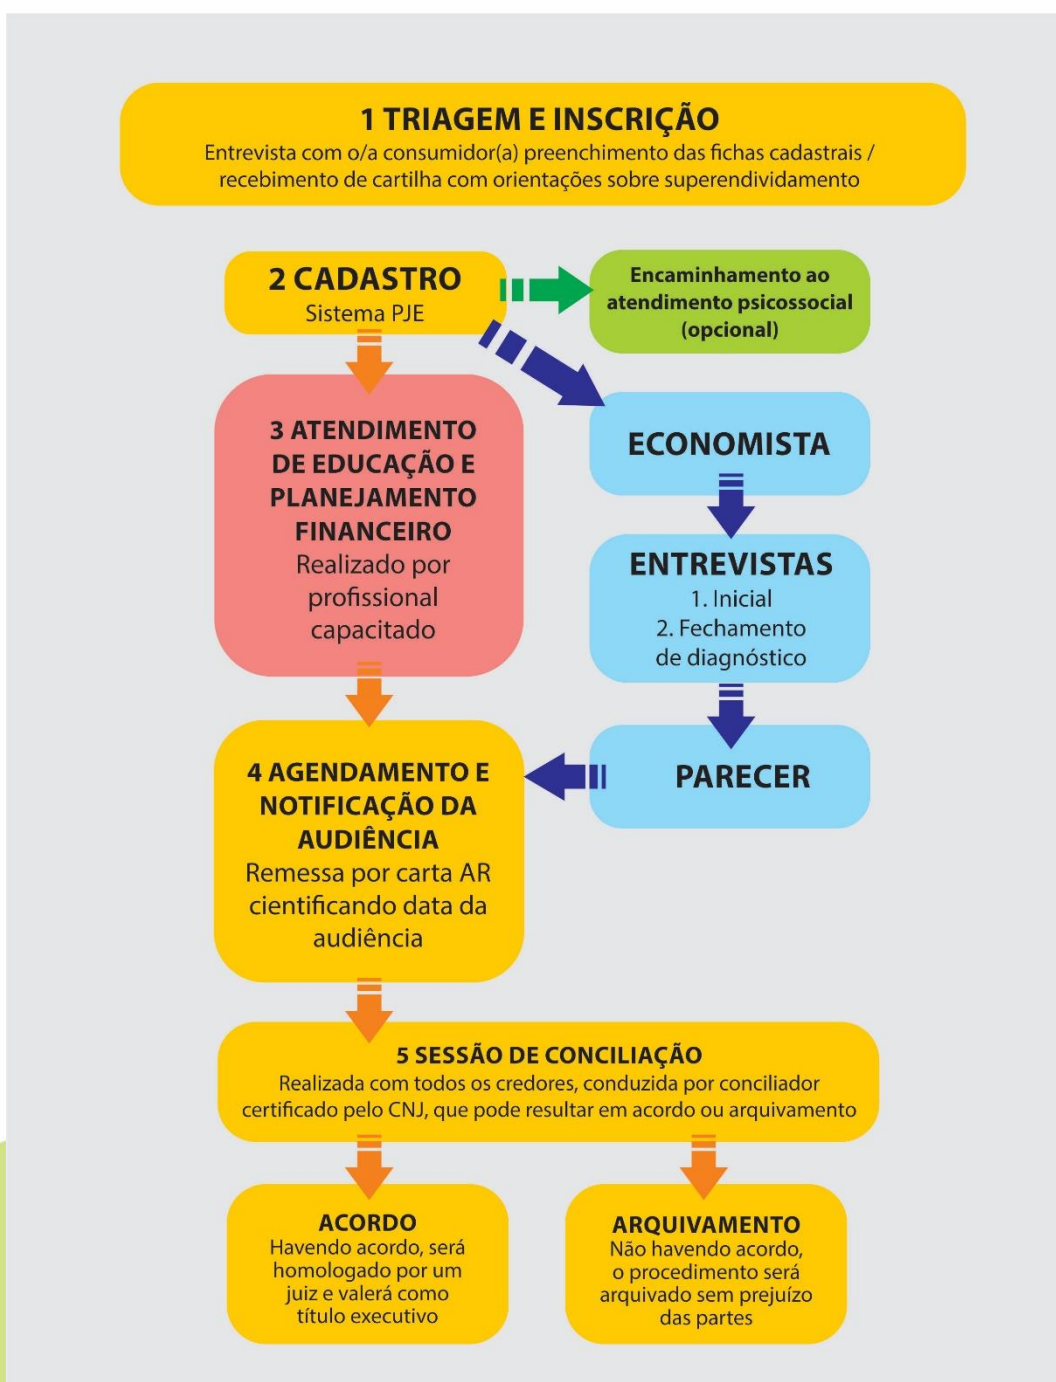 1 TRIAGEM E INSCRIÇÃO
Entrevista com o/a consumidor(a) preenchimento das fichas cadastrais /
recebimento de cartilha com orientações sobre superendividamento
2 CADASTRO
Sistema PJE
Encaminhamento ao
atendimento psicossocial
(opcional)
3 ATENDIMENTO
DE EDUCAÇÃO E
PLANEJAMENTO
FINANCEIRO
Realizado por
profissional
capacitado
ECONOMISTA
ENTREVISTAS
1. Inicial
2. Fechamento
de diagnóstico
PARECER
4 AGENDAMENTO E
NOTIFICAÇÃO DA
AUDIÊNCIA
Remessa por carta AR
cientificando data da
audiência
5 SESSÃO DE CONCILIAÇÃO
Realizada com todos os credores, conduzida por conciliador
certificado pelo CNJ, que pode resultar em acordo ou arquivamento
ACORDO
Havendo acordo, será
homologado por um
juiz e valerá como
título executivo
ARQUIVAMENTO
Não havendo acordo,
o procedimento será
arquivado sem prejuízo
das partes